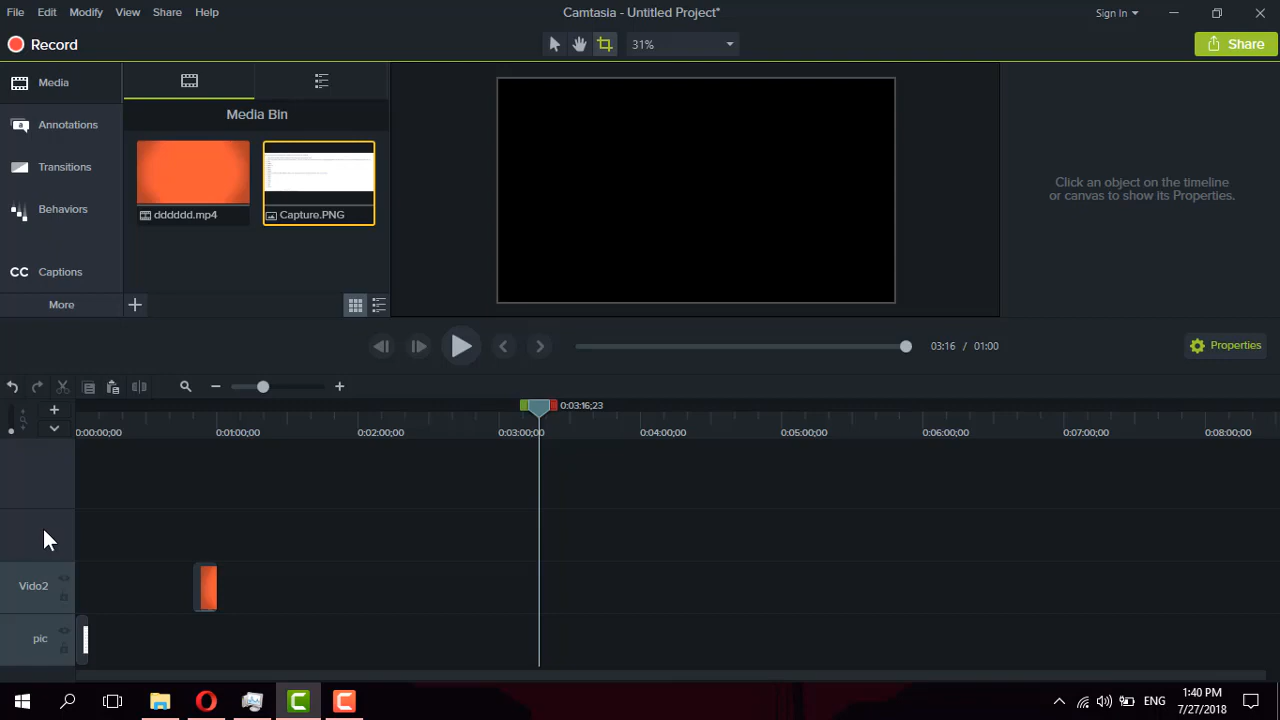 File Edit Modify View Share Help
Camtasia - Untitled Project*
Sign In
Record
31%
Share
Media
Annotations
Transitions
Behaviors
CC Captions
More
Media Bin
dddddd.mp4
Capture.PNG
Click an object on the timeline
or canvas to show its Properties.
03:16 / 01:00
Properties
0:03:16;23
0:00:00;00 0:01:00;00 0:02:00;00 0:03:00;00 0:04:00;00 0:05:00;00 0:06:00;00 0:07:00;00 0:08:00;00
Vido2
pic
ENG
1:40 PM
7/27/2018